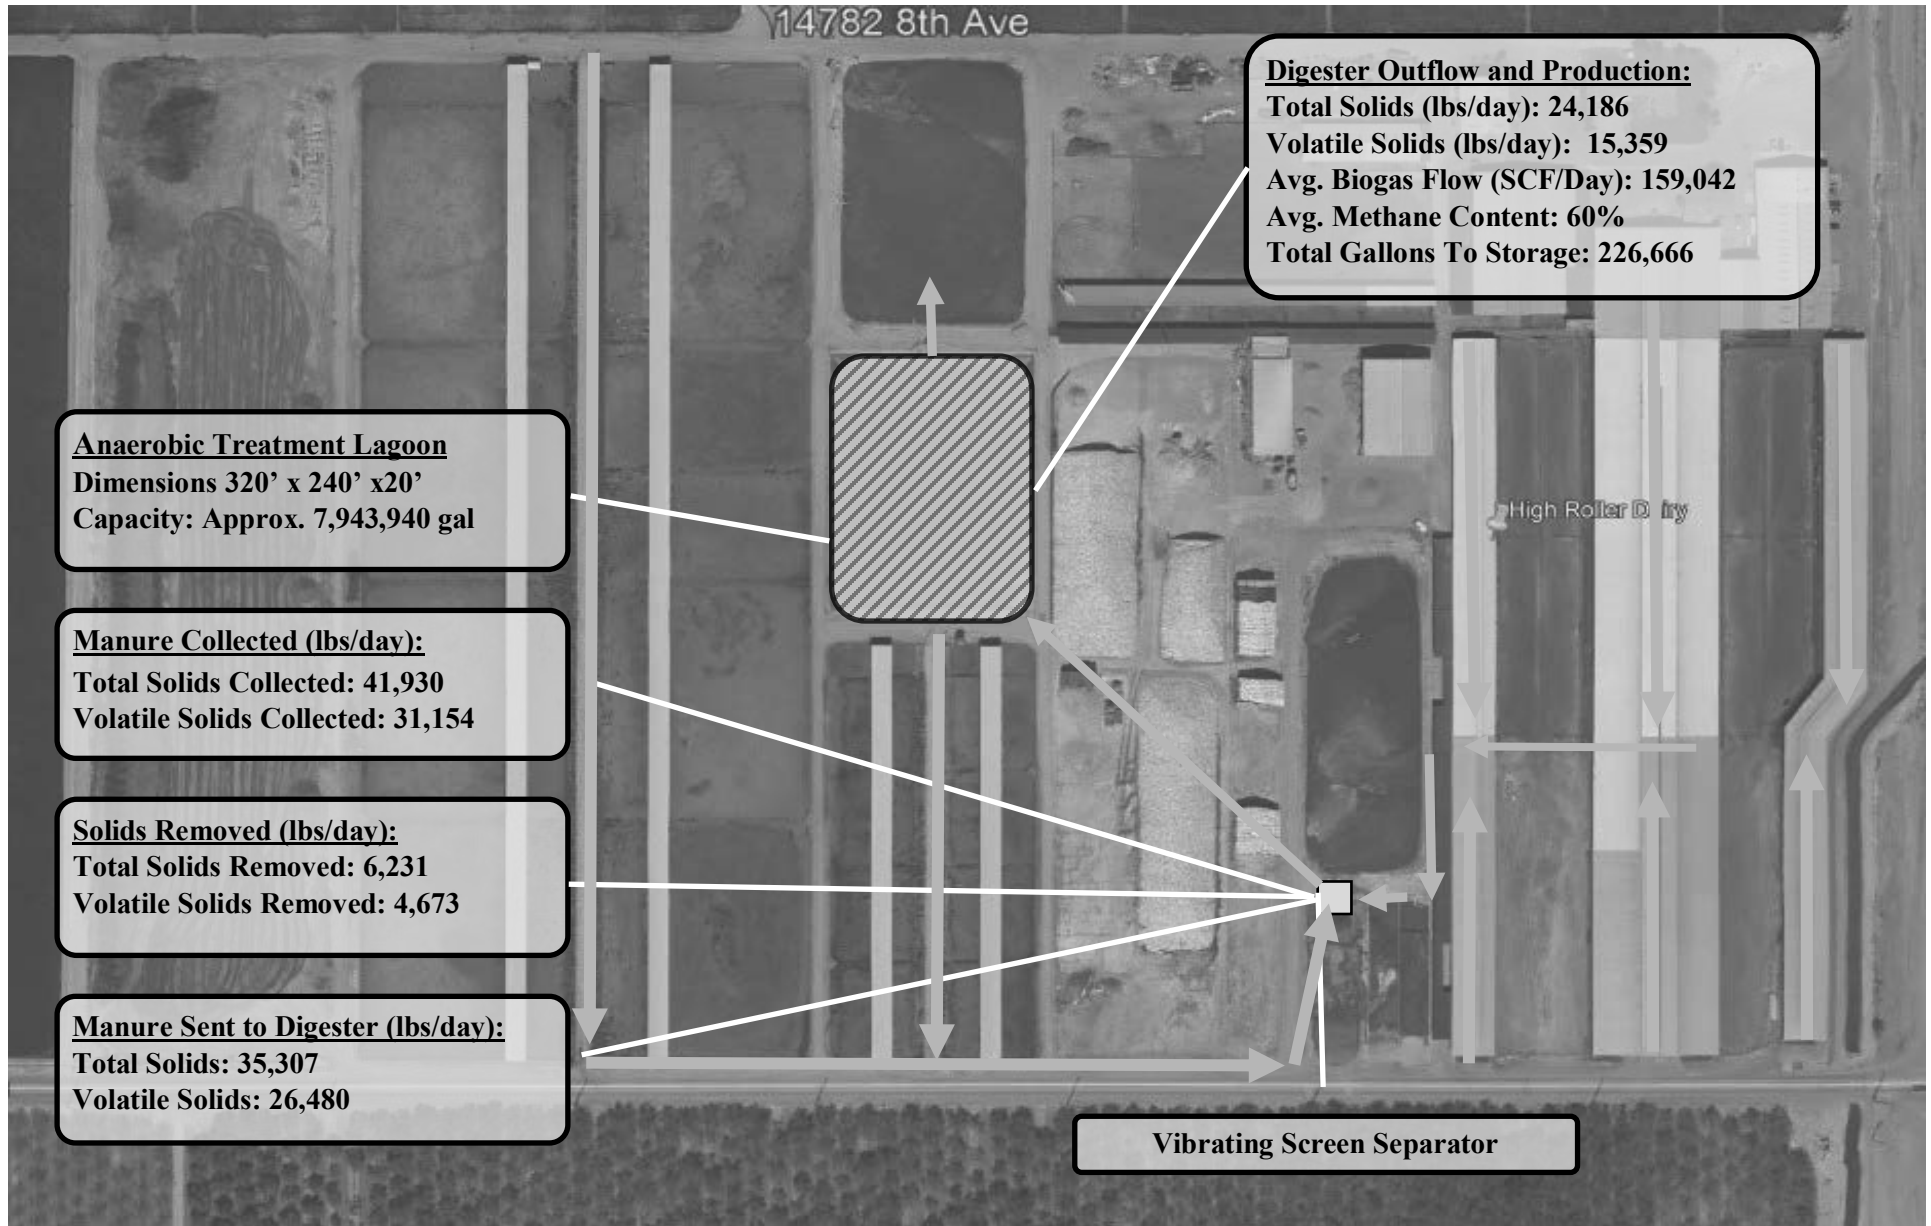 14782 8th Ave
Digester Outflow and Production:
Total Solids (lbs/day): 24,186
Volatile Solids (lbs/day): 15,359
Avg. Biogas Flow (SCF/Day): 159,042
Avg. Methane Content: 60%
Total Gallons To Storage: 226,666
Anaerobic Treatment Lagoon
Dimensions 320’ x 240’ x20’
Capacity: Approx. 7,943,940 gal
High Roller Dairy
Manure Collected (lbs/day):
Total Solids Collected: 41,930
Volatile Solids Collected: 31,154
Solids Removed (lbs/day):
Total Solids Removed: 6,231
Volatile Solids Removed: 4,673
Manure Sent to Digester (lbs/day):
Total Solids: 35,307
Volatile Solids: 26,480
Vibrating Screen Separator